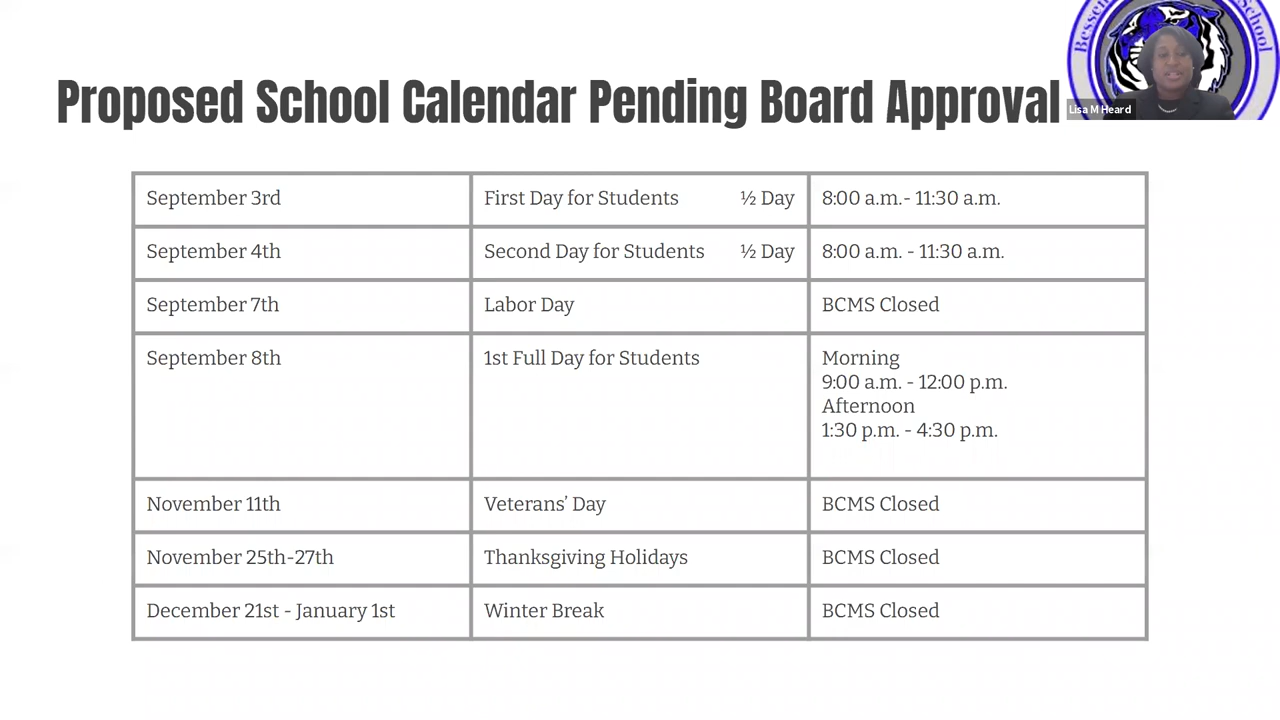 Bessem School
Proposed School Calendar Pending Board Approval
Lisa M Heard
September 3rd First Day for Students ½ Day 8:00 a.m.- 11:30 a.m.
September 4th Second Day for Students ½ Day 8:00 a.m. - 11:30 a.m.
September 7th Labor Day BCMS Closed
September 8th 1st Full Day for Students Morning
9:00 a.m. - 12:00 p.m.
Afternoon
1:30 p.m. - 4:30 p.m.
November 11th Veterans’ Day BCMS Closed
November 25th-27th Thanksgiving Holidays BCMS Closed
December 21st - January 1st Winter Break BCMS Closed